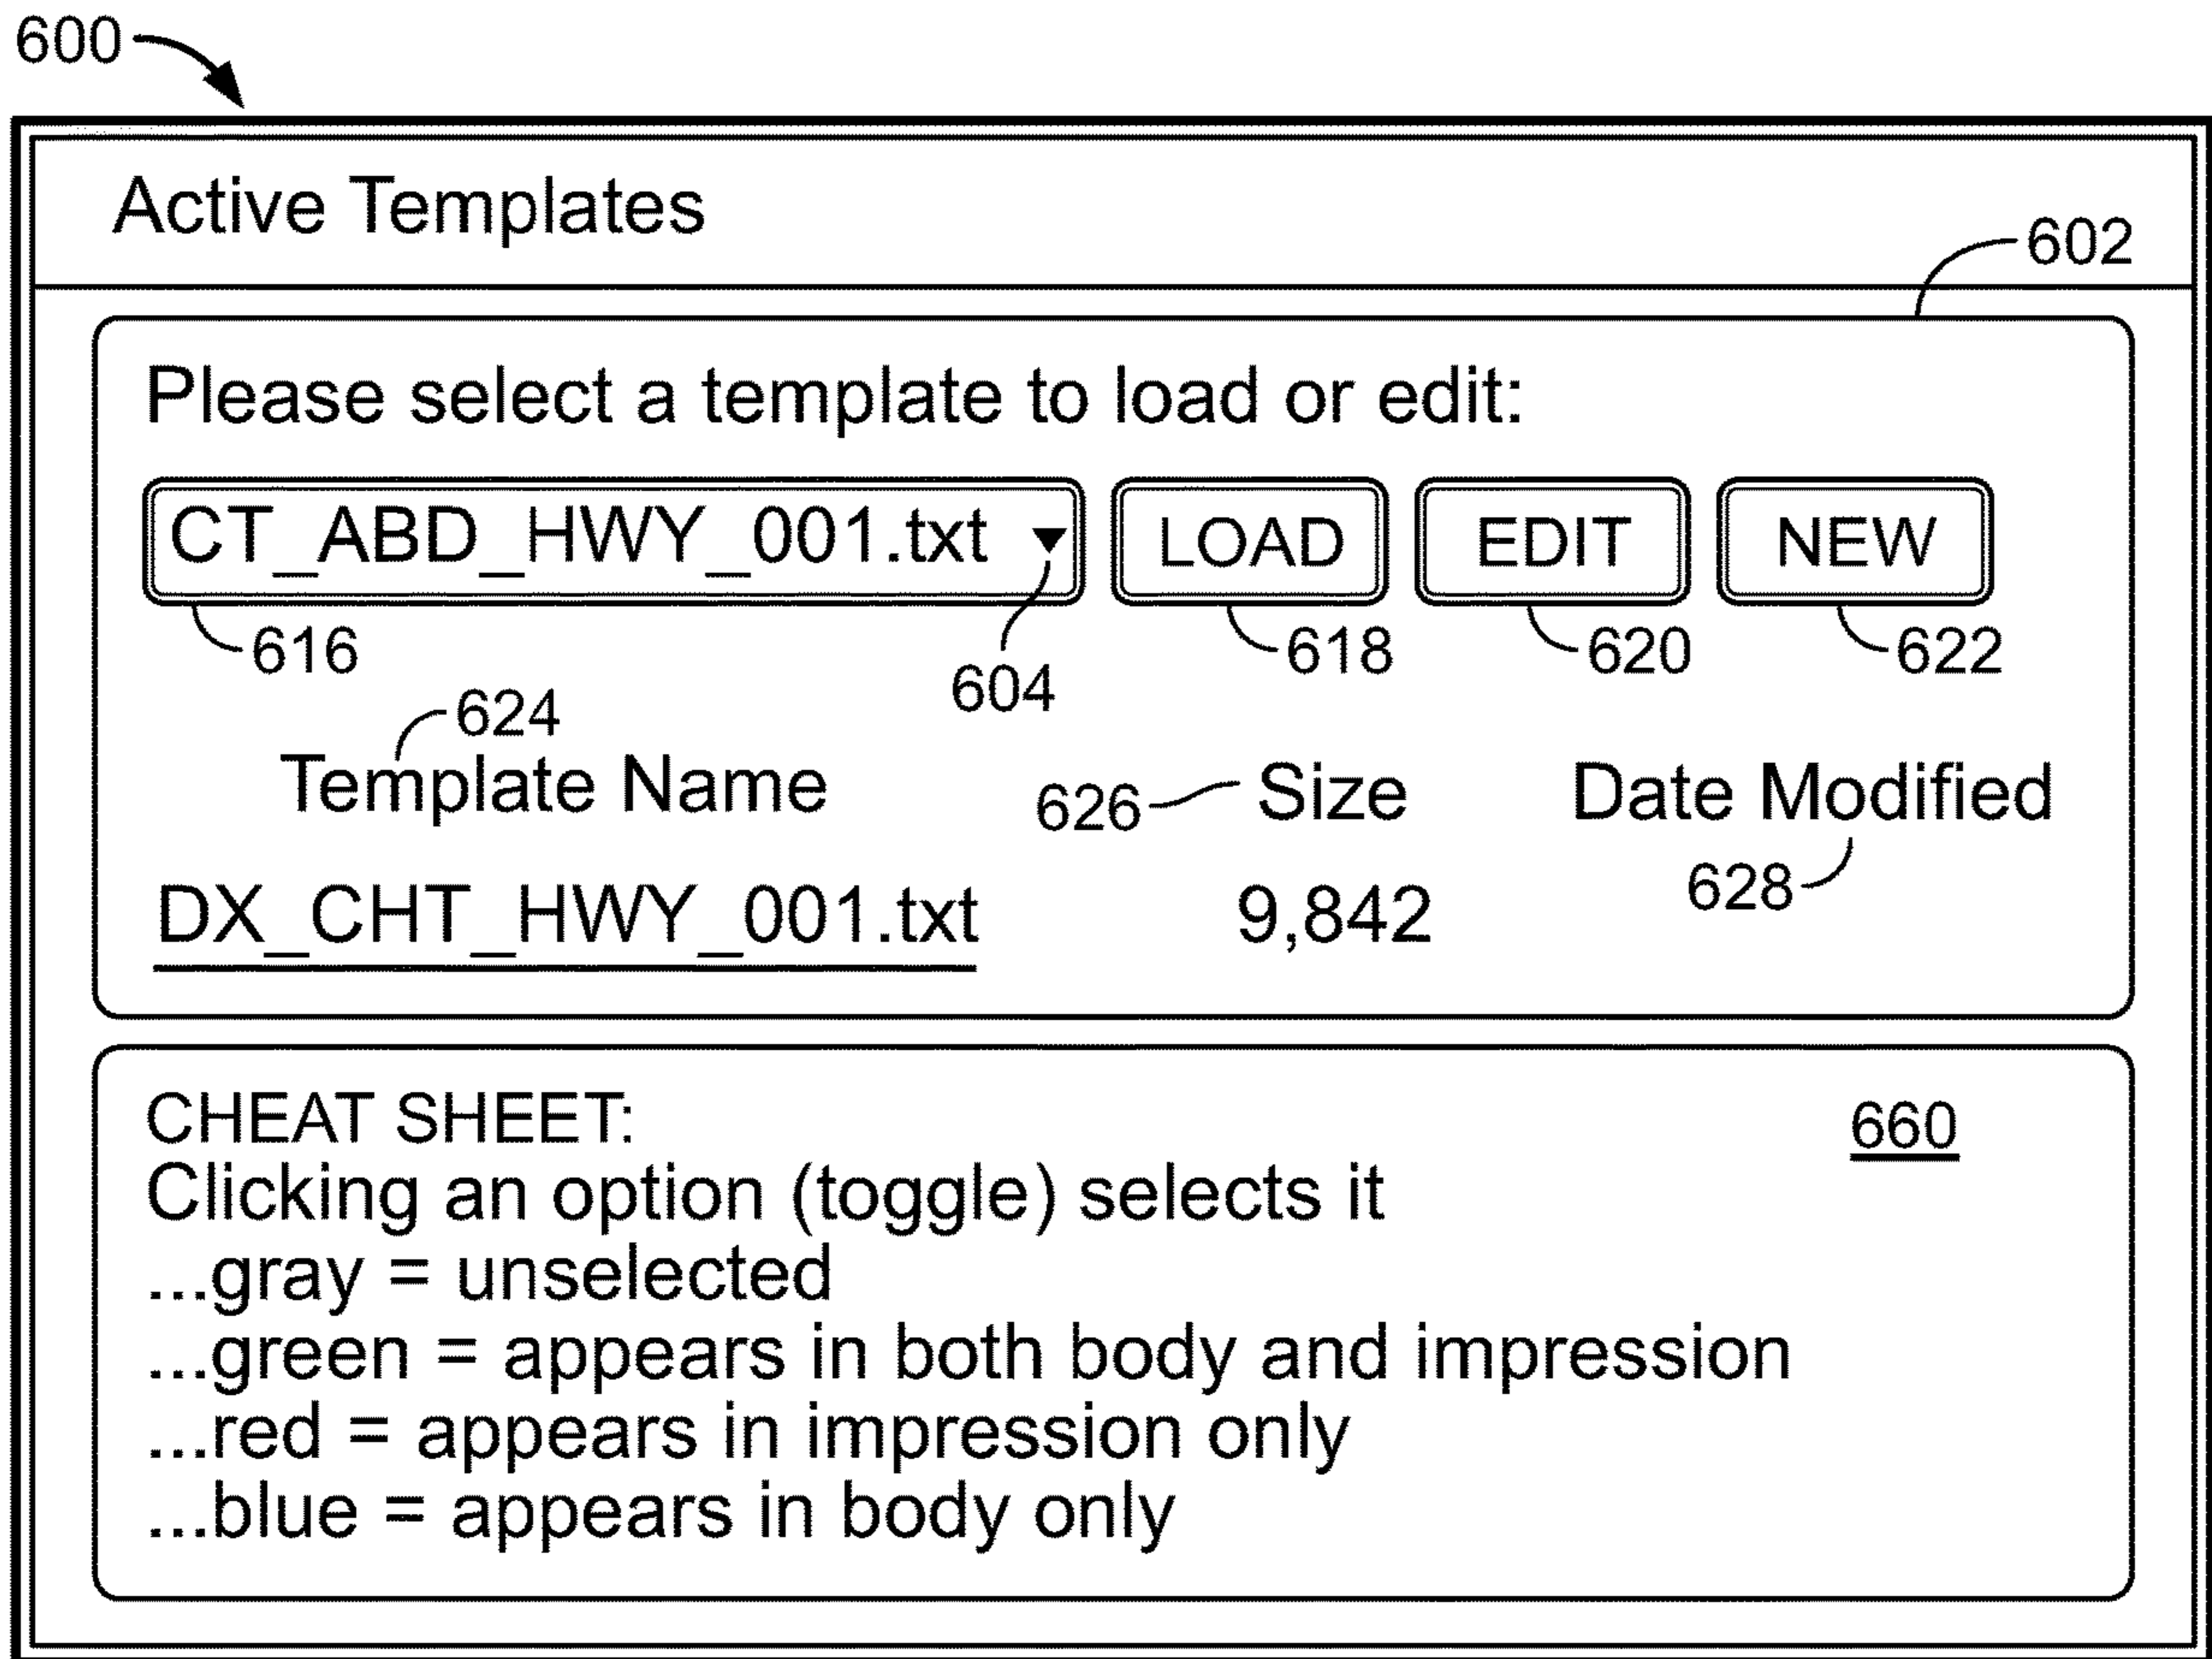 600
Active Templates
602
Please select a template to load or edit:
CT_ABD_HWY_001.txt LOAD EDIT NEW
616 604 618 620 622
624
Template Name 626 Size Date Modified
628
DX_CHT_HWY_001.txt 9,842
CHEAT SHEET: 660
Clicking an option (toggle) selects it
...gray = unselected
...green = appears in both body and impression
...red = appears in impression only
...blue = appears in body only